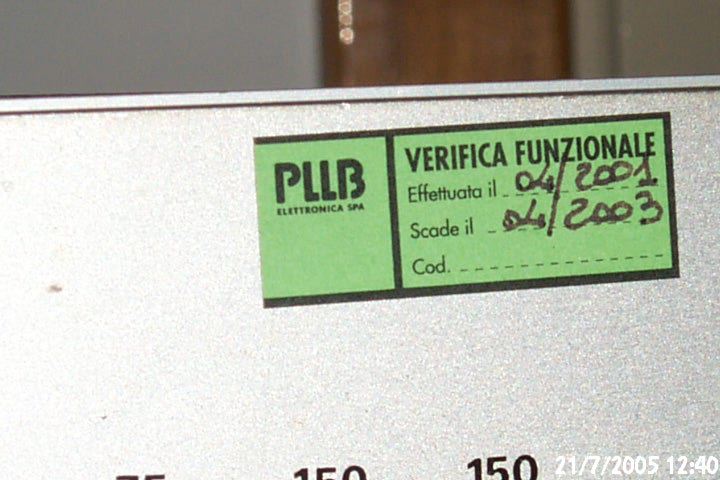 PLLB
ELETTRONICA SPA
VERIFICA FUNZIONALE
Effettuata il 04/2001
Scade il 04/2003
Cod.
75 150 150
21/7/2005 12:40